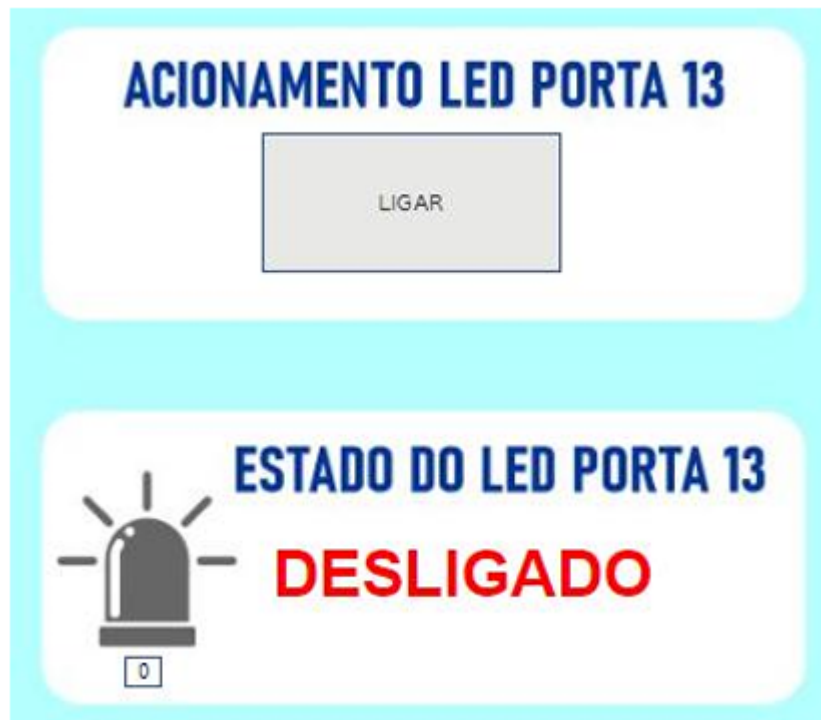 ACIONAMENTO LED PORTA 13
LIGAR
ESTADO DO LED PORTA 13
DESLIGADO
0